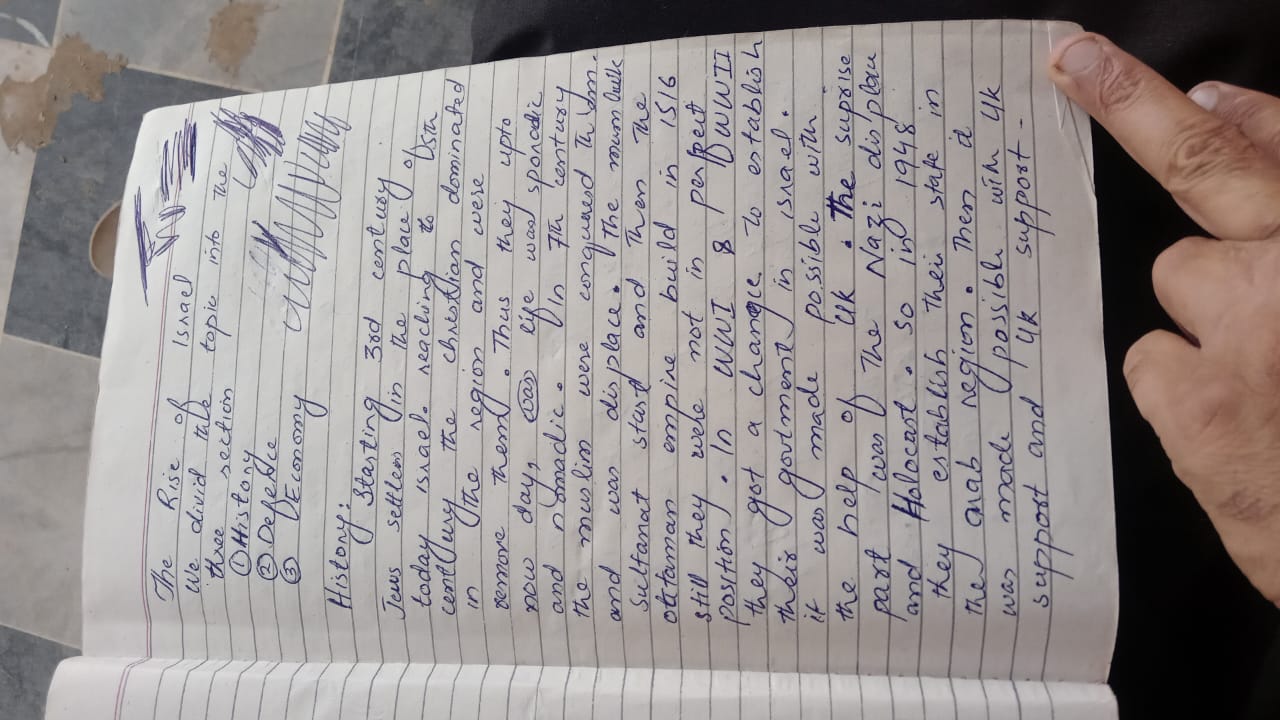 The Rise of Israel
We divid this topic into the
three section
① History
② Defence
③ Economy
History:
Starting 3rd century
Jews settlers in the place of
today israel. reaching to 5th
century the christian dominated
in the region and were
remove them. Thus they upto
now day, life was sporadic
and nomadic. In 7th century
the muslim were conquered them.
and was displace. The mumluik
Sultanat start and then the
ottaman empire build in 1516
still they were not in perfect
position. In WWI & WWII
they got a changce to establish
their govtment in israel.
it was made possible with
the help of Uk. The suprise
part was The Nazi displace
and Holocast. so in 1948
they establish their state in
the arab region. Then it
was made possible with Uk
support and Uk support-